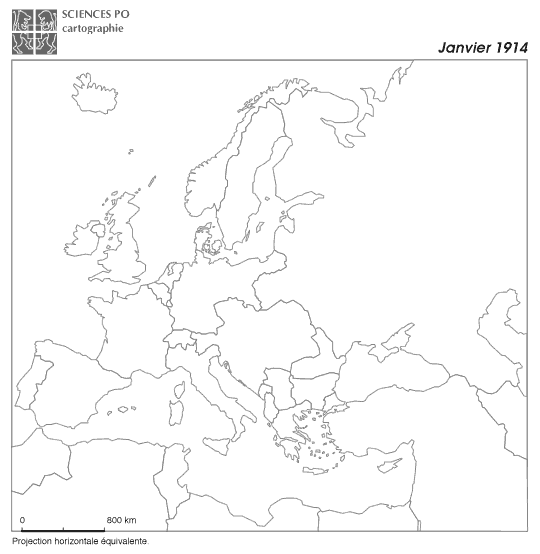 SCIENCES PO
cartographie
Janvier 1914
0 800 km
Projection horizontale équivalente.